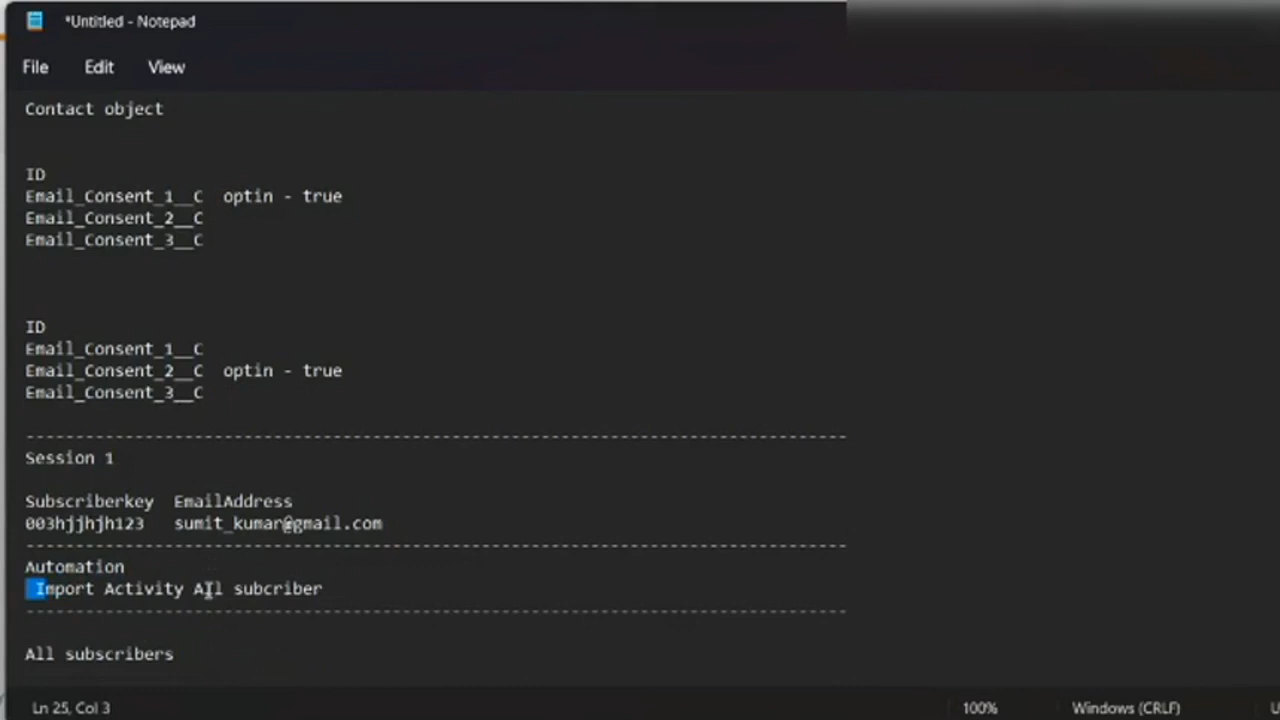 *Untitled - Notepad
File Edit View
Contact object
ID
Email_Consent_1__C optin - true
Email_Consent_2__C
Email_Consent_3__C
ID
Email_Consent_1__C
Email_Consent_2__C optin - true
Email_Consent_3__C
-----------------------------------------------------------------------------------
Session 1
Subscriberkey EmailAddress
003hjjhjh123 sumit_kumar@gmail.com
-----------------------------------------------------------------------------------
Automation
Import Activity All subcriber
-----------------------------------------------------------------------------------
All subscribers
Ln 25, Col 3 100% Windows (CRLF)